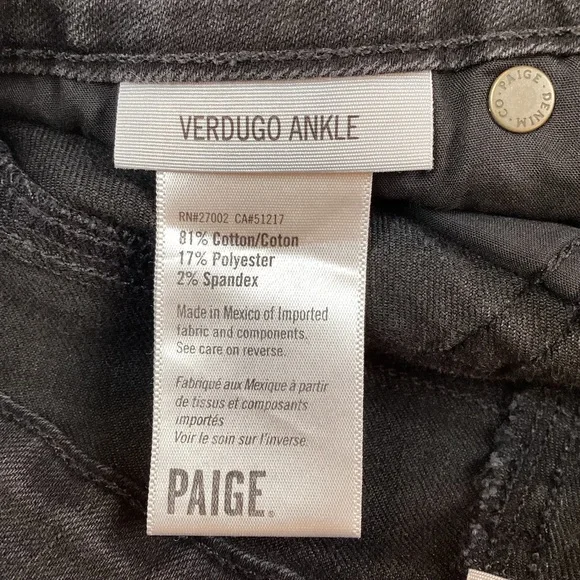 VERDUGO ANKLE
PAIGE · DENIM · CO ·
RN#27002 CA#51217
81% Cotton/Coton
17% Polyester
2% Spandex
Made in Mexico of Imported
fabric and components.
See care on reverse.
Fabriqué aux Mexique à partir
de tissus et composants
importés
Voir le soin sur l'inverse.
PAIGE®